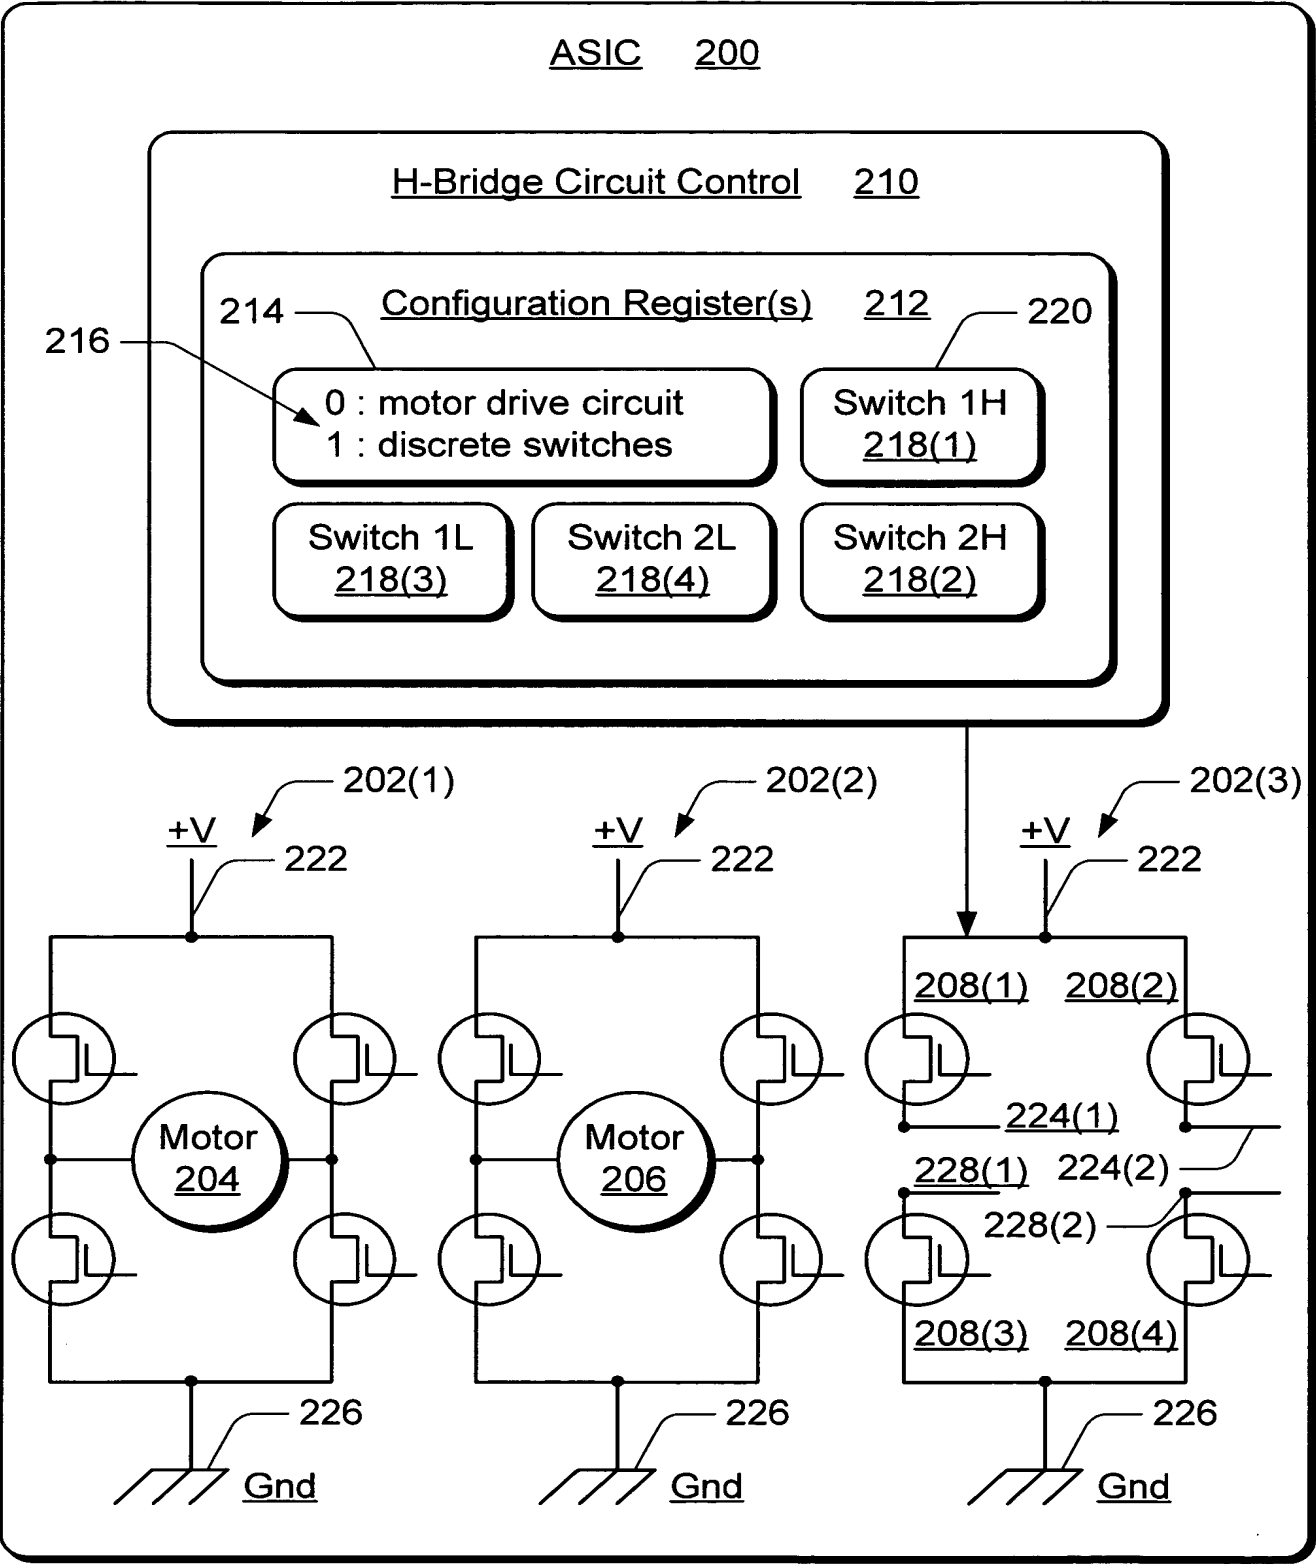 ASIC 200
H-Bridge Circuit Control 210
Configuration Register(s) 212
214
216
220
0 : motor drive circuit
1 : discrete switches
Switch 1H
218(1)
Switch 1L
218(3)
Switch 2L
218(4)
Switch 2H
218(2)
202(1)
+V
222
Motor
204
226
Gnd
202(2)
+V
222
Motor
206
226
Gnd
202(3)
+V
222
208(1)
208(2)
224(1)
224(2)
228(1)
228(2)
208(3)
208(4)
226
Gnd